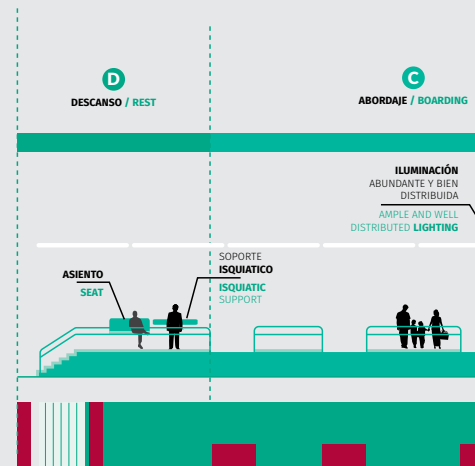 D
DESCANSO / REST
C
ABORDAJE / BOARDING
ILUMINACIÓN
ABUNDANTE Y BIEN
DISTRIBUIDA
AMPLE AND WELL
DISTRIBUTED LIGHTING
ASIENTO
SEAT
SOPORTE
ISQUIATICO
ISQUIATIC
SUPPORT